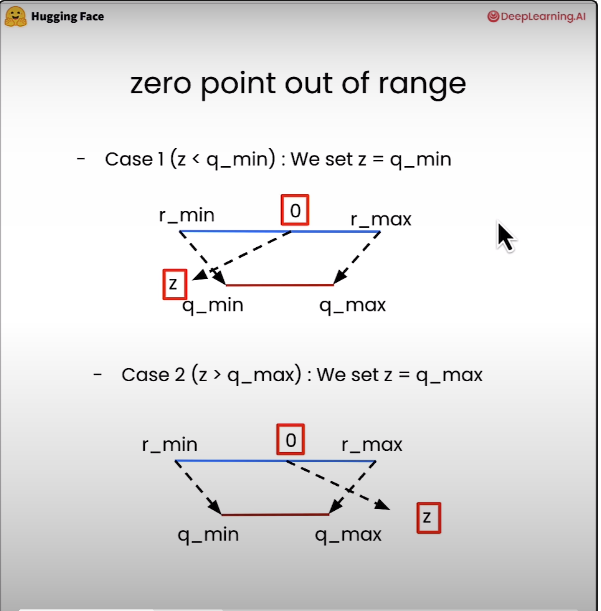 Hugging Face
DeepLearning.AI
zero point out of range
- Case 1 (z < q_min) : We set z = q_min
0
r_min
r_max
z
q_min
q_max
- Case 2 (z > q_max) : We set z = q_max
0
r_min
r_max
z
q_min
q_max